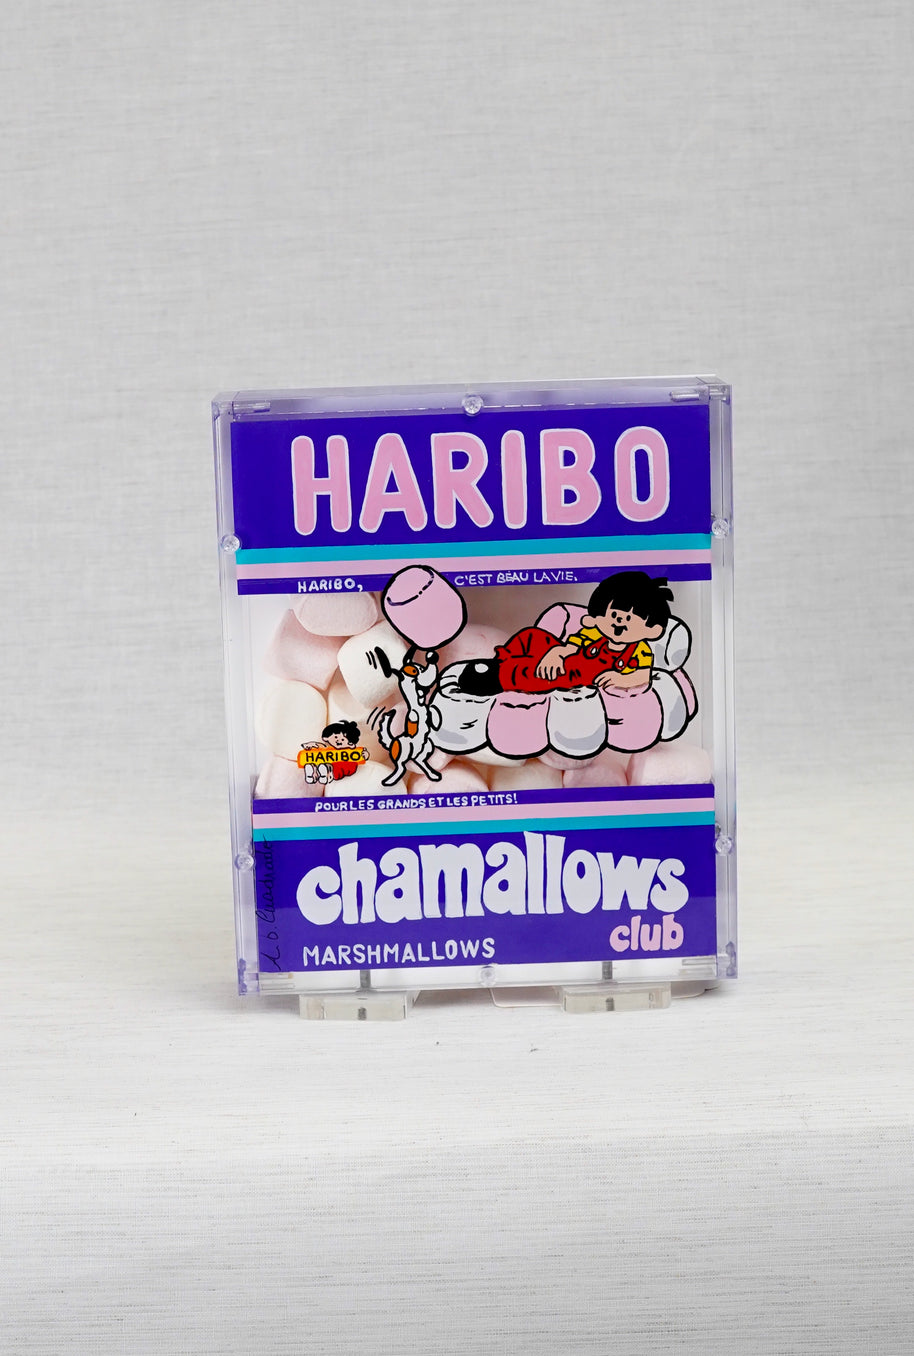 HARIBO
HARIBO, C'EST BEAU LA VIE.
HARIBO
POUR LES GRANDS ET LES PETITS!
chamallows
club
MARSHMALLOWS